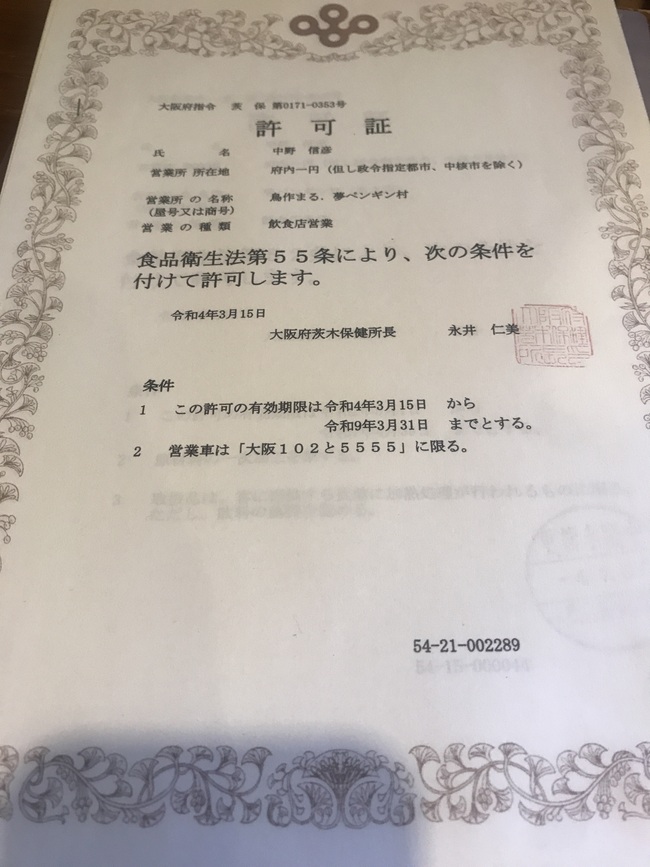 大阪府指令　茨　保　第0171-0353号
許可証
氏　　　名　　中野　信彦
営業所 所在地　　府内一円（但し政令指定都市、中核市を除く）
営業所 の 名称　　鳥作まる．夢ペンギン村
（屋号又は商号）
営 業 の 種 類　　飲食店営業
食品衛生法第５５条により、次の条件を
付けて許可します。
令和4年3月15日
大阪府茨木保健所長　　永井　仁美
条件
1　この許可の有効期限は 令和4年3月15日　から
令和9年3月31日　までとする。
2　営業車は「大阪１０２と５５５５」に限る。
54-21-002289